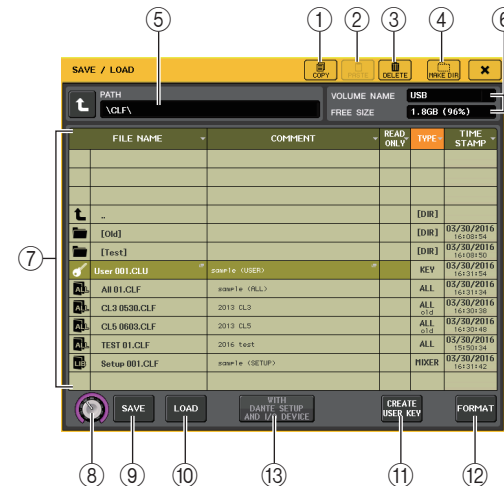 ⑤ ① ② ③ ④ ⑥
SAVE / LOAD COPY PASTE DELETE MAKE DIR ×
PATH
\CLF\
VOLUME NAME USB
FREE SIZE 1.8GB (96%)
FILE NAME COMMENT READ ONLY TYPE TIME STAMP
.. [DIR]
[Old] [DIR] 03/30/2016 16:08:54
[Test] [DIR] 03/30/2016 16:08:50
⑦
User 001.CLU sample (USER) KEY 03/30/2016 16:31:54
ALL All 01.CLF sample (ALL) ALL 03/30/2016 16:31:34
ALL CL3 0530.CLF 2013 CL3 ALL old 03/30/2016 16:30:38
ALL CL5 0603.CLF 2013 CL5 ALL old 03/30/2016 16:30:48
ALL TEST 01.CLF 2016 test ALL 03/30/2016 15:50:34
LIB Setup 001.CLF sample (SETUP) MIXER 03/30/2016 16:31:42
SAVE LOAD WITH DANTE SETUP AND I/O DEVICE CREATE USER KEY FORMAT
⑧ ⑨ ⑩ ⑬ ⑪ ⑫